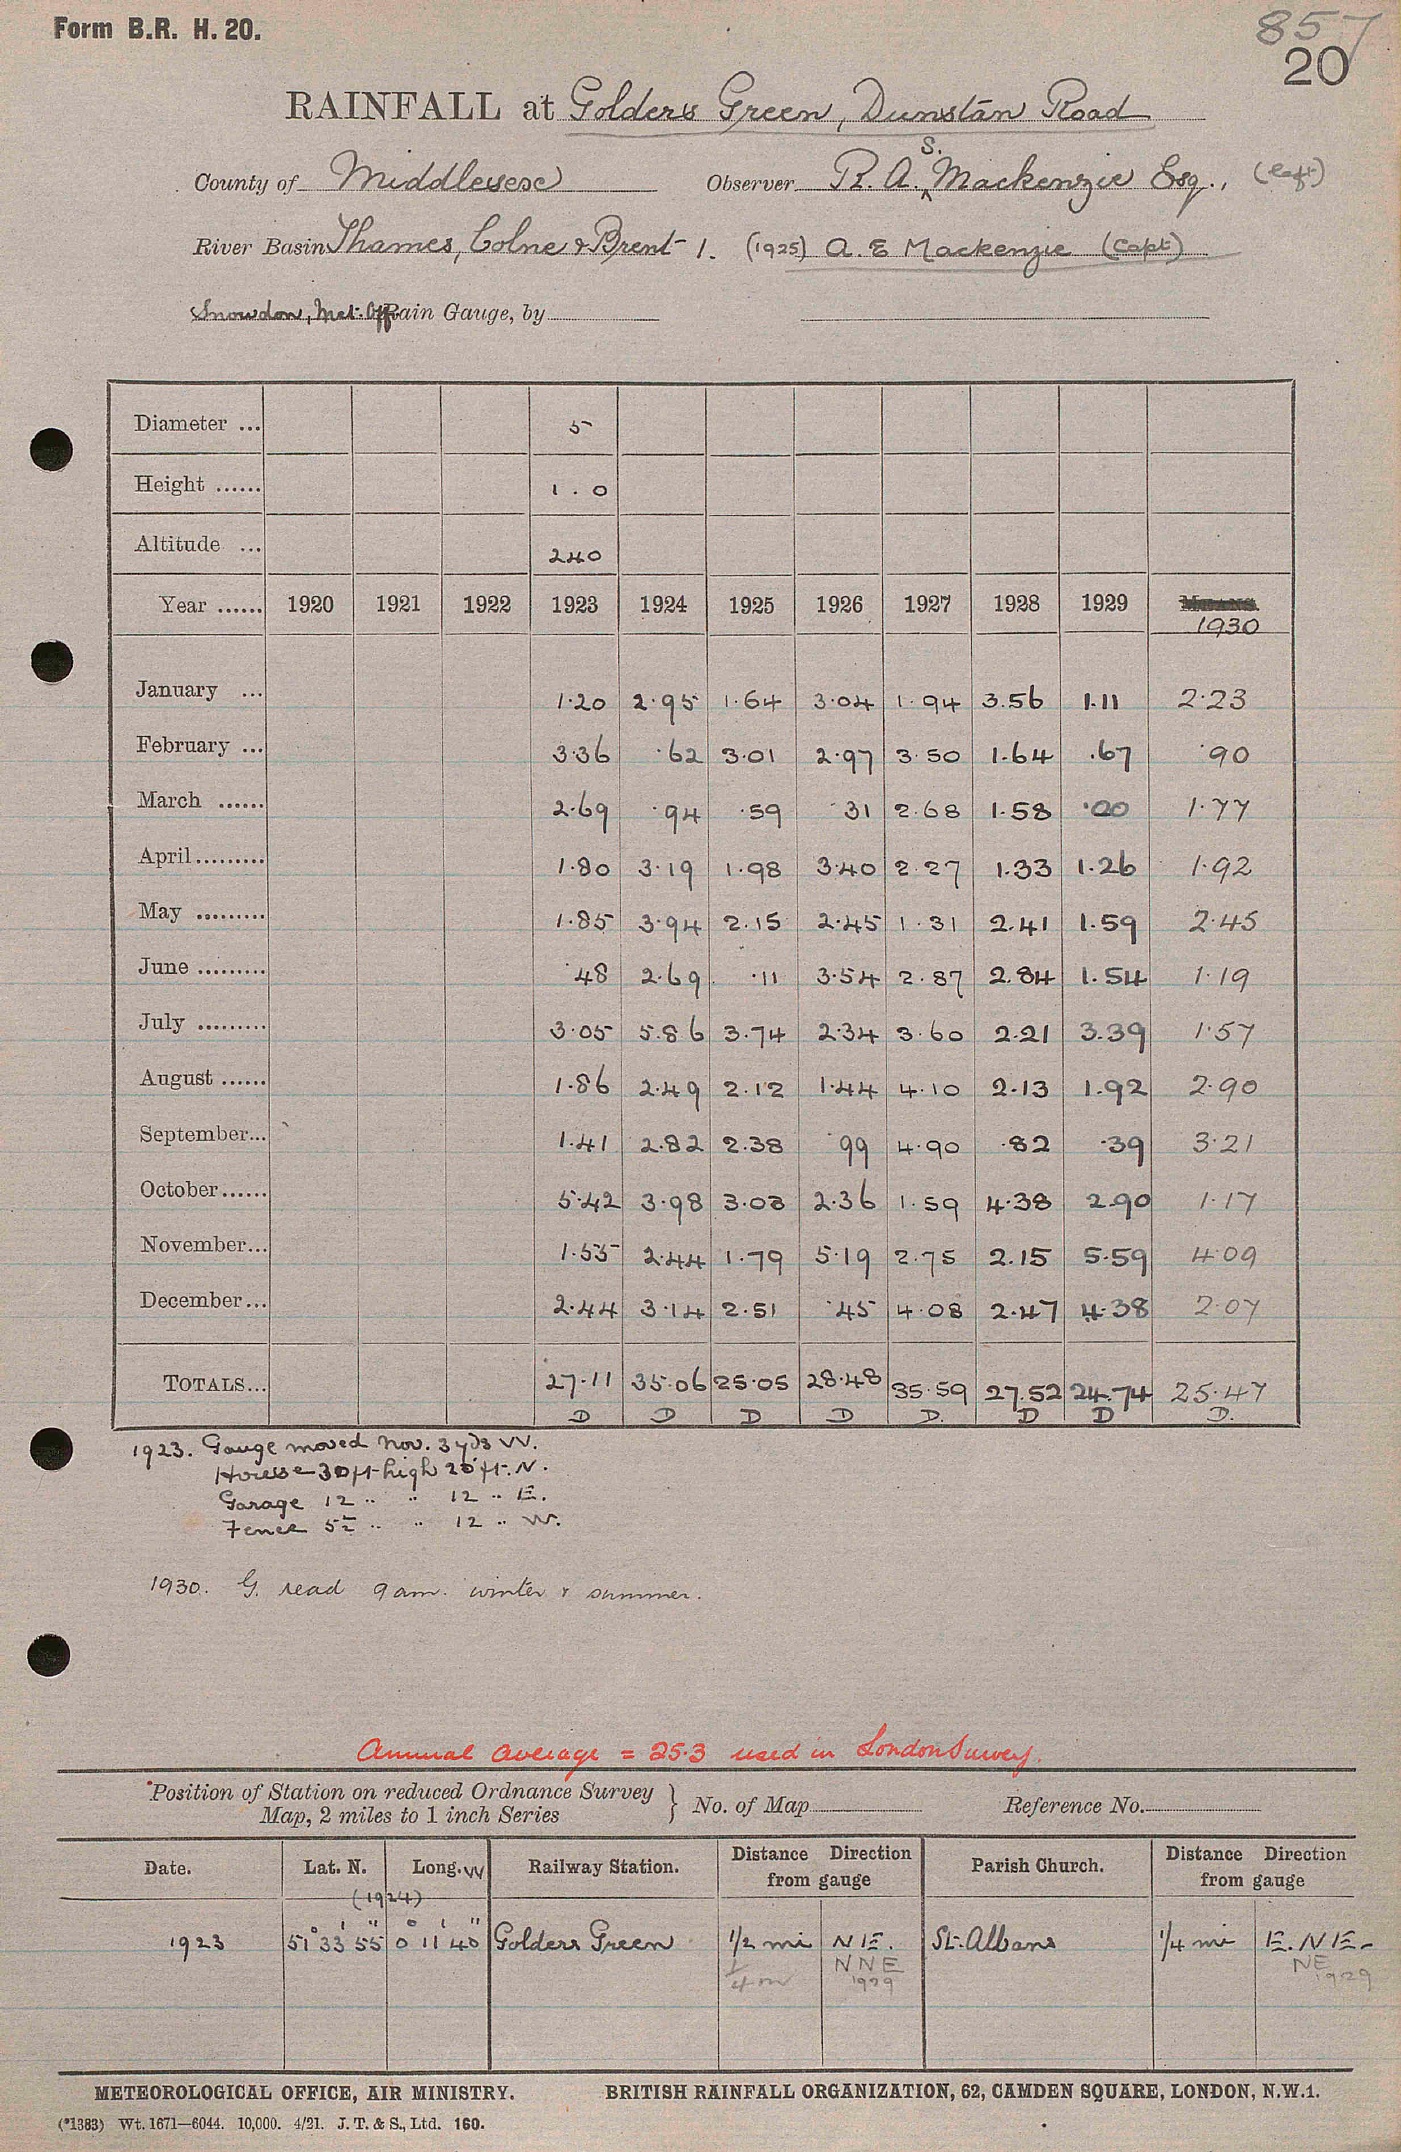 Form B.R. H. 20.
857
20
RAINFALL at Golders Green, Dunstan Road
County of Middlesex Observer R. A. S. Mackenzie Esq., (Capt)
River Basin Thames, Colne & Brent 1. (1925) A. E Mackenzie (Capt)
Snowdon, Met. Off Rain Gauge, by
Diameter ... 5
Height ...... 1.0
Altitude ... 240
Year ...... 1920 1921 1922 1923 1924 1925 1926 1927 1928 1929 MEANS. 1930
January ... 1.20 2.95 1.64 3.04 1.94 3.56 1.11 2.23
February ... 3.36 .62 3.01 2.97 3.50 1.64 .67 .90
March ...... 2.69 .94 .59 .31 2.68 1.58 .00 1.77
April......... 1.80 3.19 1.98 3.40 2.27 1.33 1.26 1.92
May ......... 1.85 3.94 2.15 2.45 1.31 2.41 1.59 2.45
June ......... .48 2.69 .11 3.54 2.87 2.84 1.54 1.19
July ......... 3.05 5.86 3.74 2.34 3.60 2.21 3.39 1.57
August ...... 1.86 2.49 2.12 1.44 4.10 2.13 1.92 2.90
September... 1.41 2.82 2.38 .99 4.90 .82 .39 3.21
October...... 5.42 3.98 3.03 2.36 1.59 4.38 2.90 1.17
November... 1.55 2.44 1.79 5.19 2.75 2.15 5.59 4.09
December... 2.44 3.14 2.51 .45 4.08 2.47 4.38 2.07
TOTALS... 27.11 35.06 25.05 28.48 35.59 27.52 24.74 25.47
D D D D D. D D D.
1923. Gauge moved Nov. 3 yds W.
House 30 ft high 20 ft. N.
Garage 12 " " 12 " E.
Fence 5½ " " 12 " W.
1930. G. read 9 am. winter & summer.
Annual average = 25.3 used in London Survey.
Position of Station on reduced Ordnance Survey
Map, 2 miles to 1 inch Series } No. of Map Reference No.
Date. Lat. N. Long. W Railway Station. Distance Direction from gauge Parish Church. Distance Direction from gauge
(1924)
1923 51° 33' 55" 0° 11' 40" Golders Green 1/2 mi N E. St. Albans 1/4 mi E. N E.
1/4 m NNE NE
1929 1929
METEOROLOGICAL OFFICE, AIR MINISTRY. BRITISH RAINFALL ORGANIZATION, 62, CAMDEN SQUARE, LONDON, N.W.1.
(*1383) Wt. 1671—6044. 10,000. 4/21. J. T. & S., Ltd. 160.